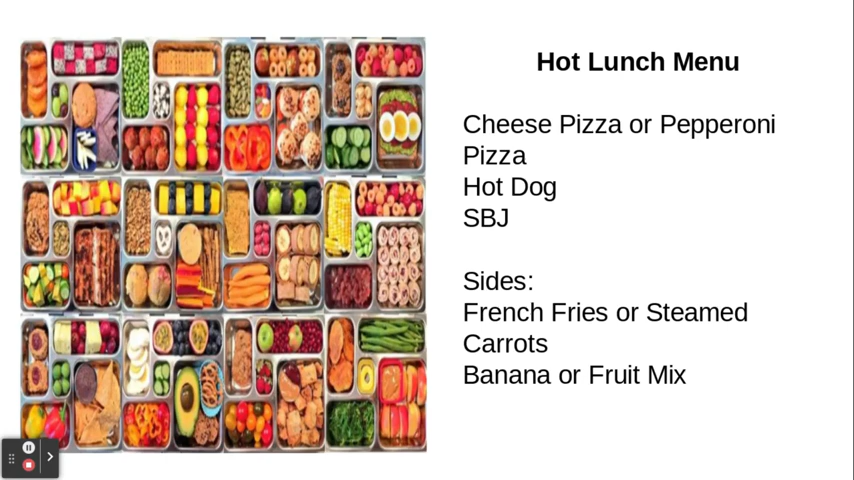 Hot Lunch Menu
Cheese Pizza or Pepperoni
Pizza
Hot Dog
SBJ
Sides:
French Fries or Steamed
Carrots
Banana or Fruit Mix